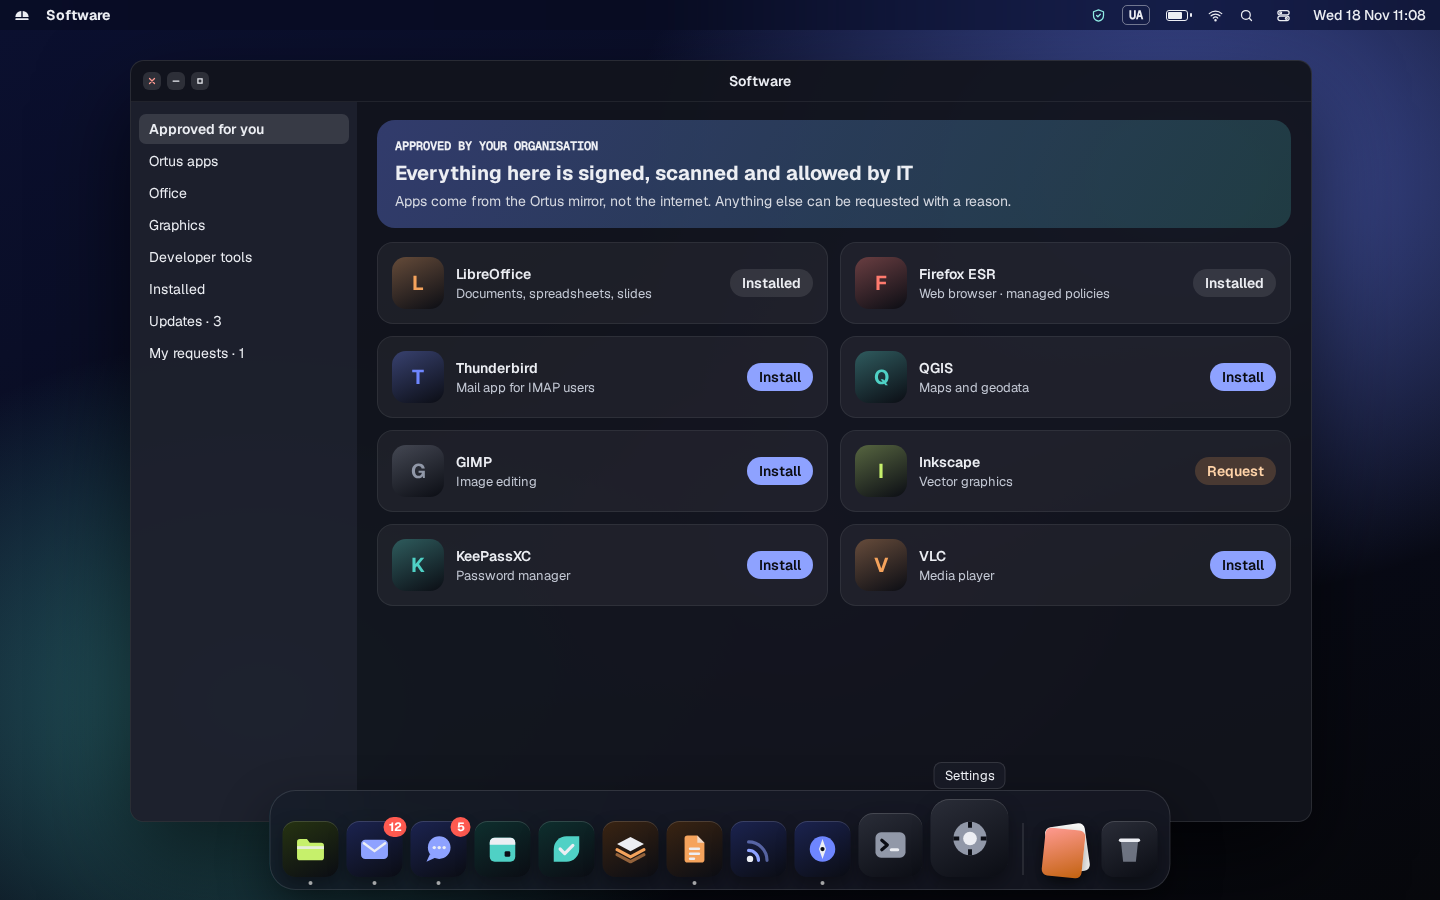 Software
UA
Wed 18 Nov 11:08
Software
Approved for you
Ortus apps
Office
Graphics
Developer tools
Installed
Updates · 3
My requests · 1
APPROVED BY YOUR ORGANISATION
Everything here is signed, scanned and allowed by IT
Apps come from the Ortus mirror, not the internet. Anything else can be requested with a reason.
L
LibreOffice
Documents, spreadsheets, slides
Installed
F
Firefox ESR
Web browser · managed policies
Installed
T
Thunderbird
Mail app for IMAP users
Install
Q
QGIS
Maps and geodata
Install
G
GIMP
Image editing
Install
I
Inkscape
Vector graphics
Request
K
KeePassXC
Password manager
Install
V
VLC
Media player
Install
Settings
12
5